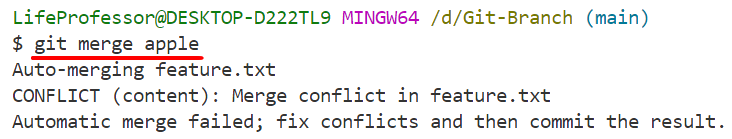 LifeProfessor@DESKTOP-D222TL9 MINGW64 /d/Git-Branch (main)
$ git merge apple
Auto-merging feature.txt
CONFLICT (content): Merge conflict in feature.txt
Automatic merge failed; fix conflicts and then commit the result.